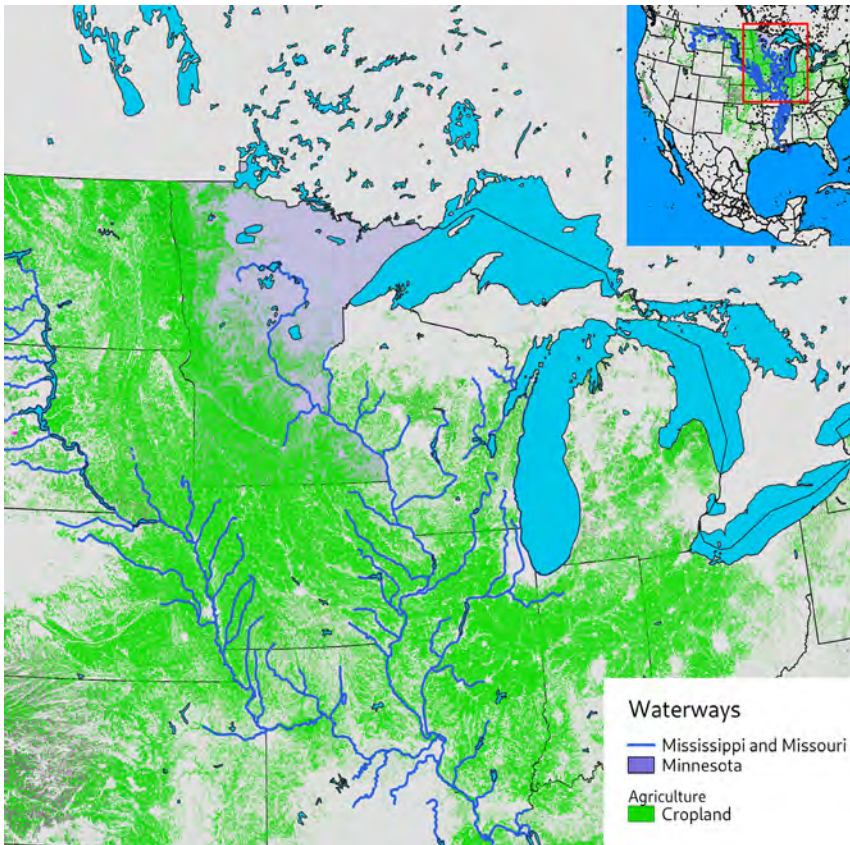 Waterways
Mississippi and Missouri
Minnesota
Agriculture
Cropland